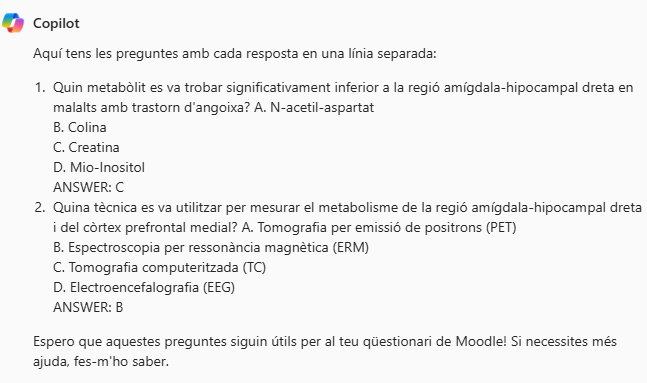 Copilot
Aquí tens les preguntes amb cada resposta en una línia separada:
1. Quin metabòlit es va trobar significativament inferior a la regió amígdala-hipocampal dreta en
malalts amb trastorn d'angoixa? A. N-acetil-aspartat
B. Colina
C. Creatina
D. Mio-Inositol
ANSWER: C
2. Quina tècnica es va utilitzar per mesurar el metabolisme de la regió amígdala-hipocampal dreta
i del còrtex prefrontal medial? A. Tomografia per emissió de positrons (PET)
B. Espectroscopia per ressonància magnètica (ERM)
C. Tomografia computeritzada (TC)
D. Electroencefalografia (EEG)
ANSWER: B
Espero que aquestes preguntes siguin útils per al teu qüestionari de Moodle! Si necessites més
ajuda, fes-m'ho saber.